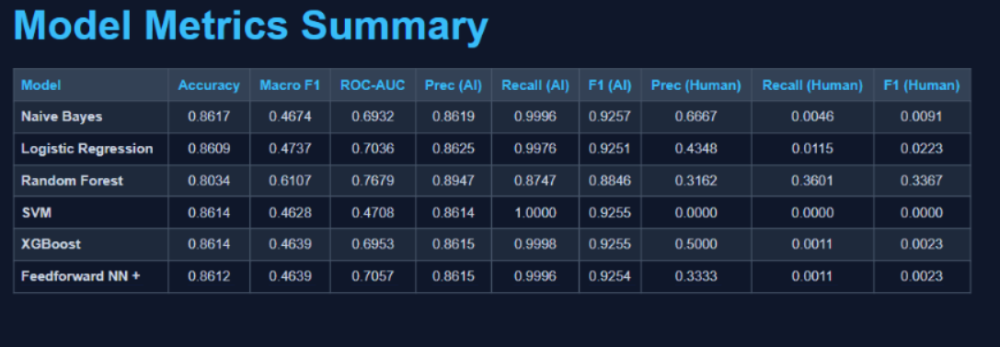 Model Metrics Summary
Model Accuracy Macro F1 ROC-AUC Prec (AI) Recall (AI) F1 (AI) Prec (Human) Recall (Human) F1 (Human)
Naive Bayes 0.8617 0.4674 0.6932 0.8619 0.9996 0.9257 0.6667 0.0046 0.0091
Logistic Regression 0.8609 0.4737 0.7036 0.8625 0.9976 0.9251 0.4348 0.0115 0.0223
Random Forest 0.8034 0.6107 0.7679 0.8947 0.8747 0.8846 0.3162 0.3601 0.3367
SVM 0.8614 0.4628 0.4708 0.8614 1.0000 0.9255 0.0000 0.0000 0.0000
XGBoost 0.8614 0.4639 0.6953 0.8615 0.9998 0.9255 0.5000 0.0011 0.0023
Feedforward NN + 0.8612 0.4639 0.7057 0.8615 0.9996 0.9254 0.3333 0.0011 0.0023